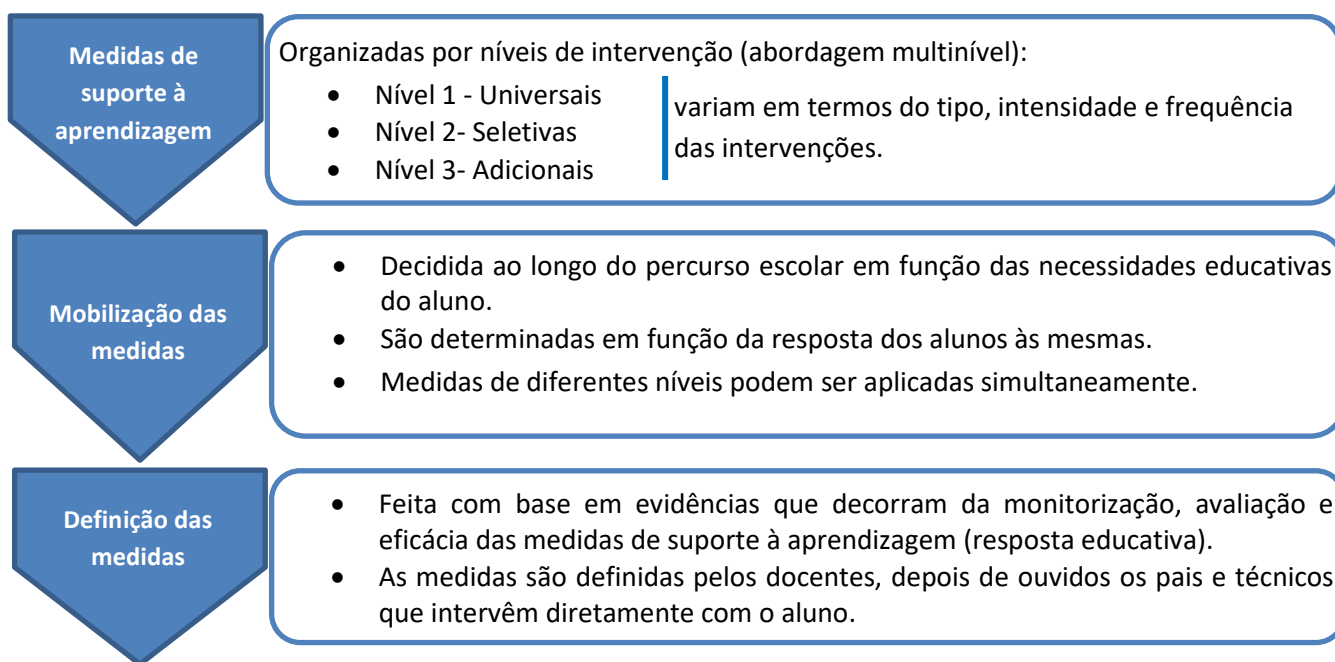 Medidas de
suporte à
aprendizagem
Organizadas por níveis de intervenção (abordagem multinível):
• Nível 1 - Universais
• Nível 2- Seletivas
• Nível 3- Adicionais
variam em termos do tipo, intensidade e frequência
das intervenções.
Mobilização das
medidas
• Decidida ao longo do percurso escolar em função das necessidades educativas
do aluno.
• São determinadas em função da resposta dos alunos às mesmas.
• Medidas de diferentes níveis podem ser aplicadas simultaneamente.
Definição das
medidas
• Feita com base em evidências que decorram da monitorização, avaliação e
eficácia das medidas de suporte à aprendizagem (resposta educativa).
• As medidas são definidas pelos docentes, depois de ouvidos os pais e técnicos
que intervêm diretamente com o aluno.